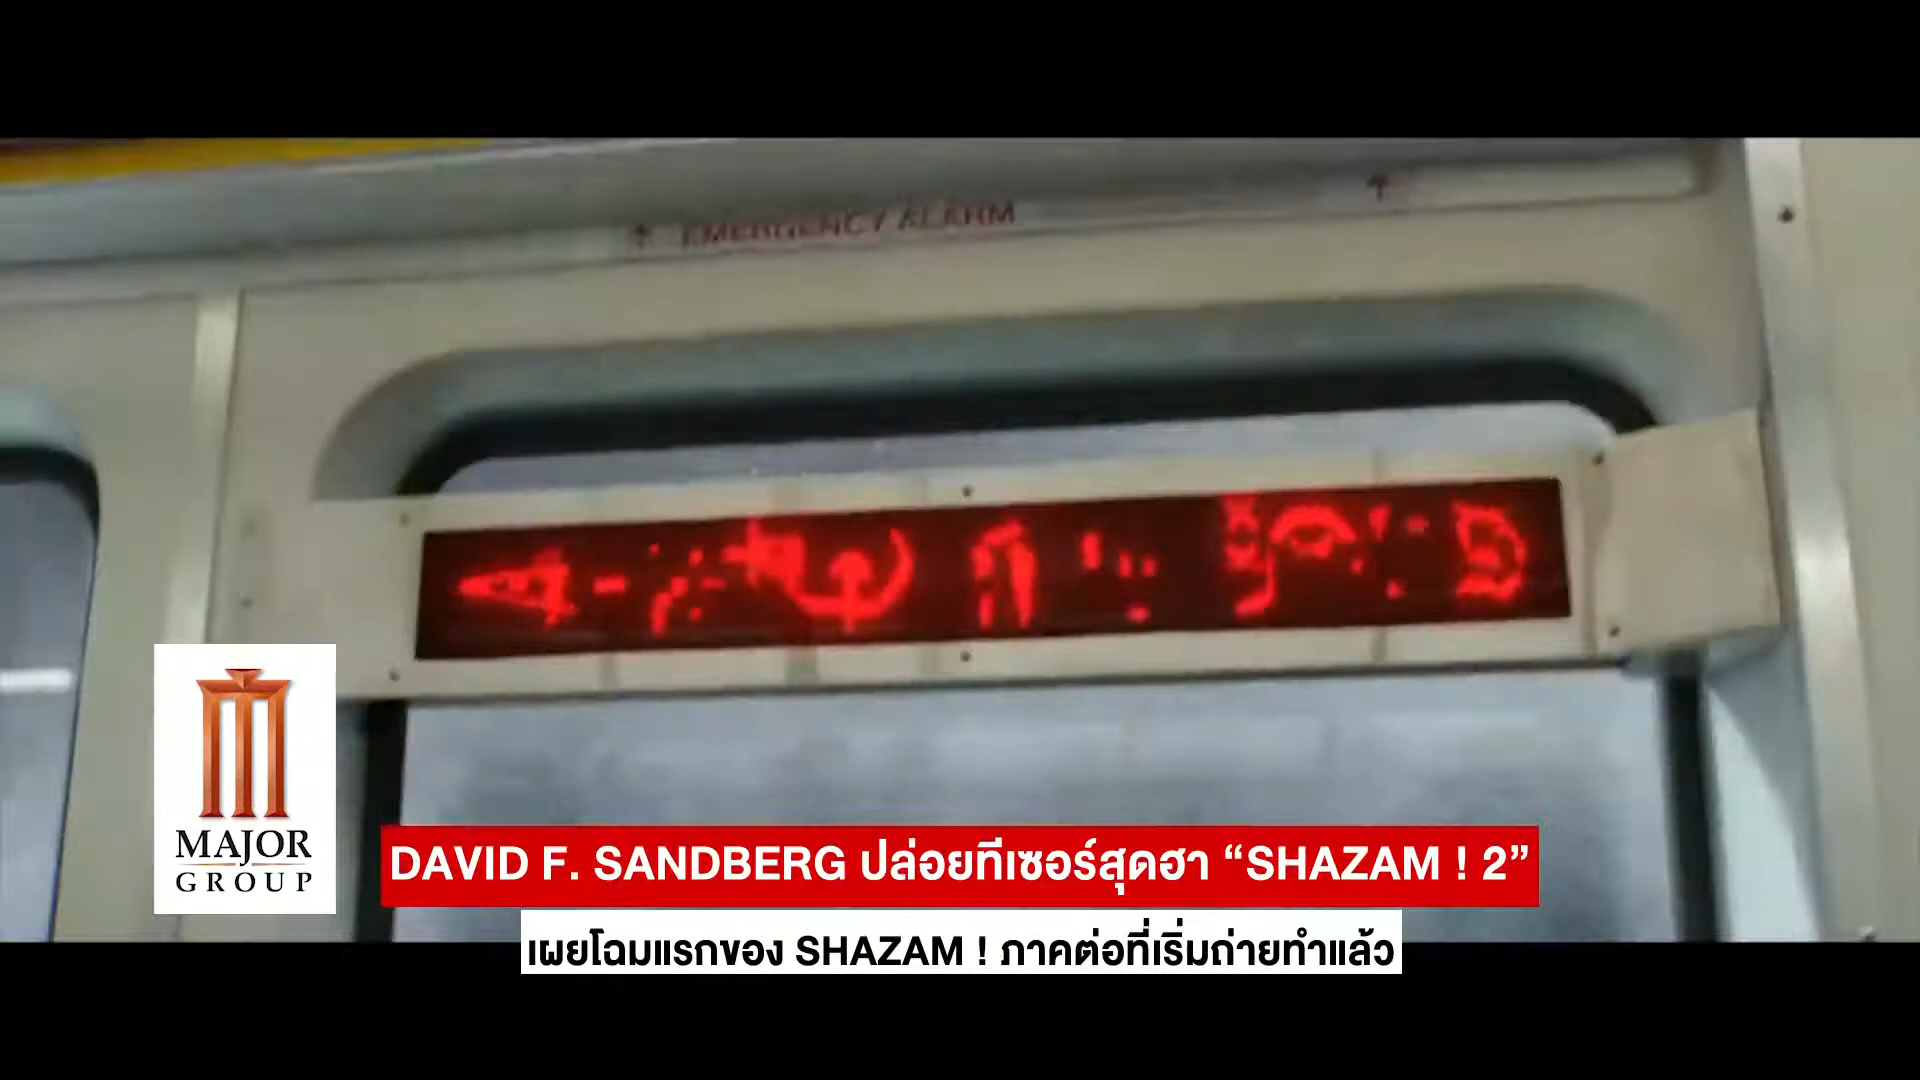 EMERGENCY ALARM
MAJOR
GROUP
DAVID F. SANDBERG ปล่อยทีเซอร์สุดฮา “SHAZAM ! 2”
เผยโฉมแรกของ SHAZAM ! ภาคต่อที่เริ่มถ่ายทำแล้ว